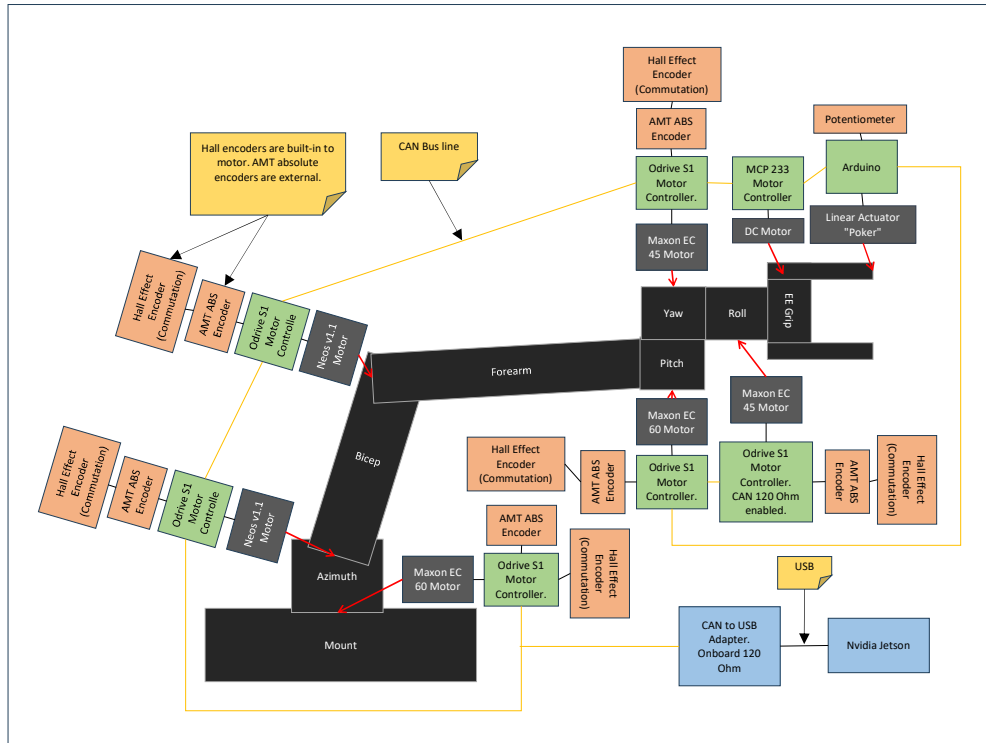 Hall Effect
Encoder
(Commutation)
AMT ABS
Encoder
Potentiometer
Hall encoders are built-in to
motor. AMT absolute
encoders are external.
CAN Bus line
Odrive S1
Motor
Controller.
MCP 233
Motor
Controller
Arduino
Maxon EC
45 Motor
DC Motor
Linear Actuator
"Poker"
Hall Effect
Encoder
(Commutation)
AMT ABS
Encoder
Odrive S1
Motor
Controlle
Neos v1.1
Motor
Yaw
Roll
EE Grip
Forearm
Pitch
Maxon EC
60 Motor
Maxon EC
45 Motor
Bicep
Hall Effect
Encoder
(Commutation)
AMT ABS
Encoder
Odrive S1
Motor
Controlle
Neos v1.1
Motor
Hall Effect
Encoder
(Commutation)
AMT ABS
Encoder
Odrive S1
Motor
Controller.
Odrive S1
Motor
Controller.
CAN 120 Ohm
enabled.
AMT ABS
Encoder
Hall Effect
Encoder
(Commutation)
AMT ABS
Encoder
Azimuth
Maxon EC
60 Motor
Odrive S1
Motor
Controller.
Hall Effect
Encoder
(Commutation)
USB
Mount
CAN to USB
Adapter.
Onboard 120
Ohm
Nvidia Jetson